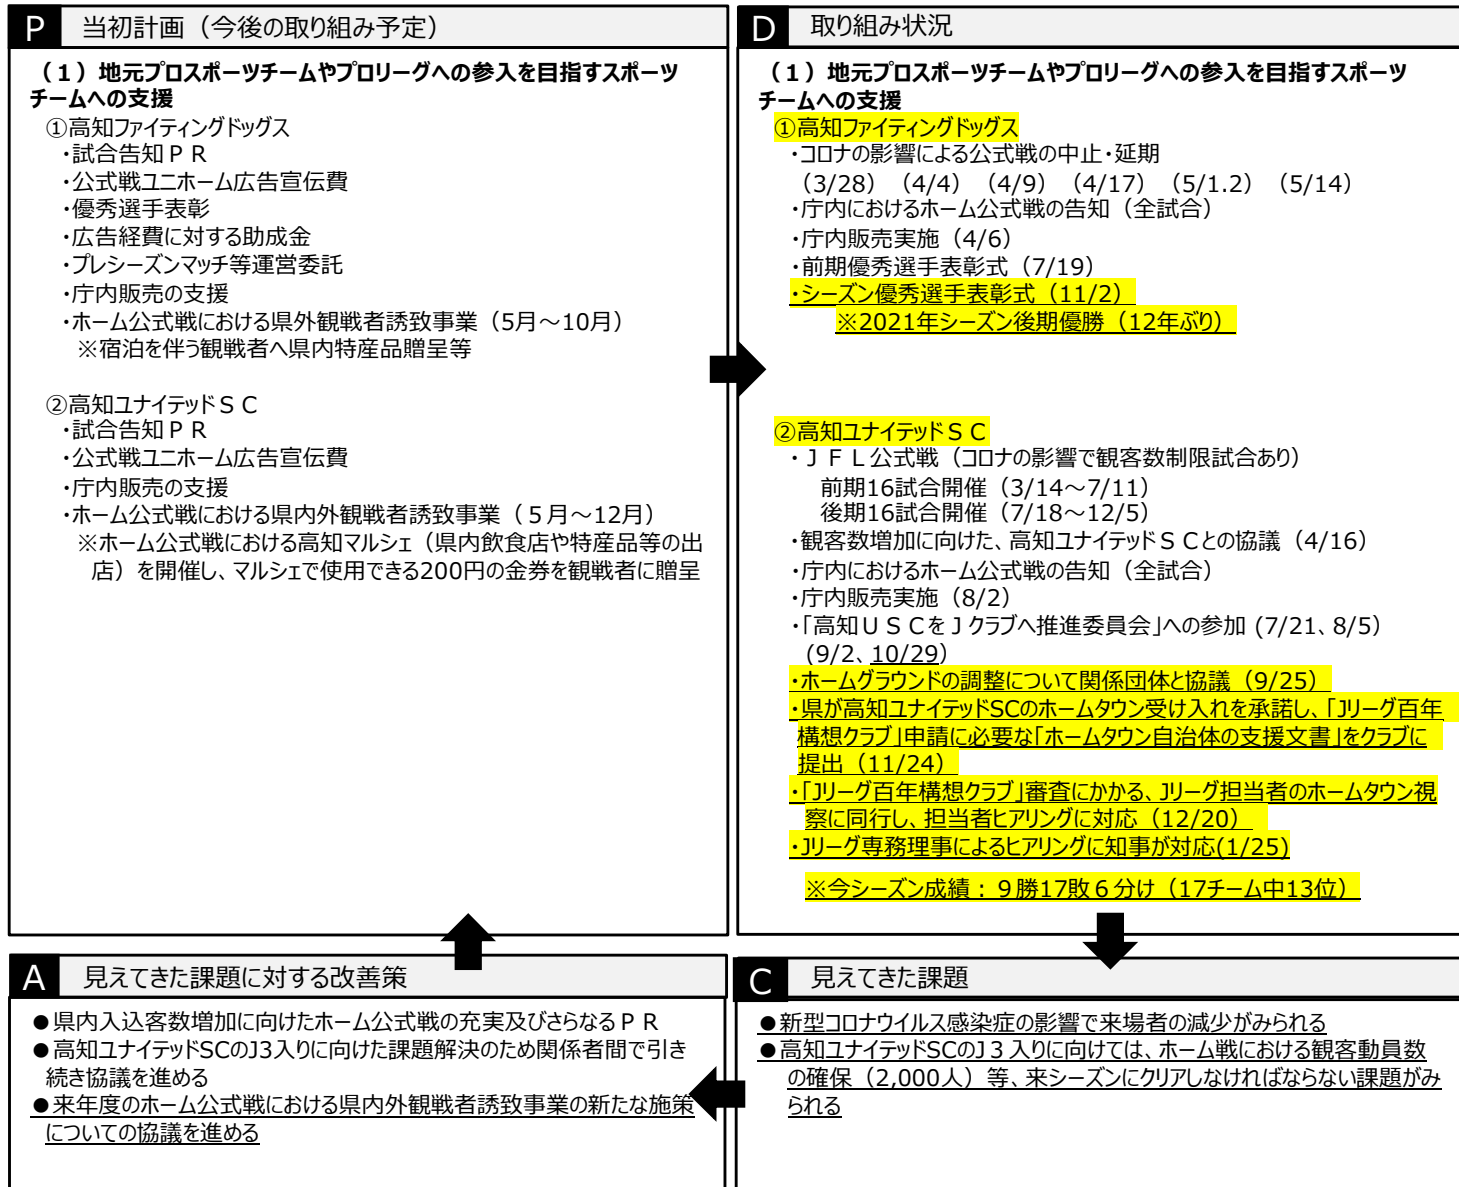 P 当初計画（今後の取り組み予定）
（１）地元プロスポーツチームやプロリーグへの参入を目指すスポーツ
チームへの支援
①高知ファイティングドッグス
・試合告知ＰＲ
・公式戦ユニホーム広告宣伝費
・優秀選手表彰
・広告経費に対する助成金
・プレシーズンマッチ等運営委託
・庁内販売の支援
・ホーム公式戦における県外観戦者誘致事業（5月～10月）
※宿泊を伴う観戦者へ県内特産品贈呈等
②高知ユナイテッドＳＣ
・試合告知ＰＲ
・公式戦ユニホーム広告宣伝費
・庁内販売の支援
・ホーム公式戦における県内外観戦者誘致事業（５月～12月）
※ホーム公式戦における高知マルシェ（県内飲食店や特産品等の出
店）を開催し、マルシェで使用できる200円の金券を観戦者に贈呈
D 取り組み状況
（１）地元プロスポーツチームやプロリーグへの参入を目指すスポーツ
チームへの支援
①高知ファイティングドッグス
・コロナの影響による公式戦の中止・延期
（3/28）（4/4）（4/9）（4/17）（5/1.2）（5/14）
・庁内におけるホーム公式戦の告知（全試合）
・庁内販売実施（4/6）
・前期優秀選手表彰式（7/19）
・シーズン優秀選手表彰式（11/2）
※2021年シーズン後期優勝（12年ぶり）
②高知ユナイテッドＳＣ
・ＪＦＬ公式戦（コロナの影響で観客数制限試合あり）
前期16試合開催（3/14～7/11）
後期16試合開催（7/18～12/5）
・観客数増加に向けた、高知ユナイテッドＳＣとの協議（4/16）
・庁内におけるホーム公式戦の告知（全試合）
・庁内販売実施（8/2）
・「高知ＵＳＣをＪクラブへ推進委員会」への参加 (7/21、8/5）
(9/2、10/29）
・ホームグラウンドの調整について関係団体と協議（9/25）
・県が高知ユナイテッドSCのホームタウン受け入れを承諾し、「Jリーグ百年
構想クラブ」申請に必要な「ホームタウン自治体の支援文書」をクラブに
提出（11/24）
・「Jリーグ百年構想クラブ」審査にかかる、Jリーグ担当者のホームタウン視
察に同行し、担当者ヒアリングに対応（12/20）
・Jリーグ専務理事によるヒアリングに知事が対応(1/25)
※今シーズン成績：９勝17敗６分け（17チーム中13位）
A 見えてきた課題に対する改善策
●県内入込客数増加に向けたホーム公式戦の充実及びさらなるＰＲ
●高知ユナイテッドSCのJ3入りに向けた課題解決のため関係者間で引き
続き協議を進める
●来年度のホーム公式戦における県内外観戦者誘致事業の新たな施策
についての協議を進める
C 見えてきた課題
●新型コロナウイルス感染症の影響で来場者の減少がみられる
●高知ユナイテッドSCのJ３入りに向けては、ホーム戦における観客動員数
の確保（2,000人）等、来シーズンにクリアしなければならない課題がみ
られる